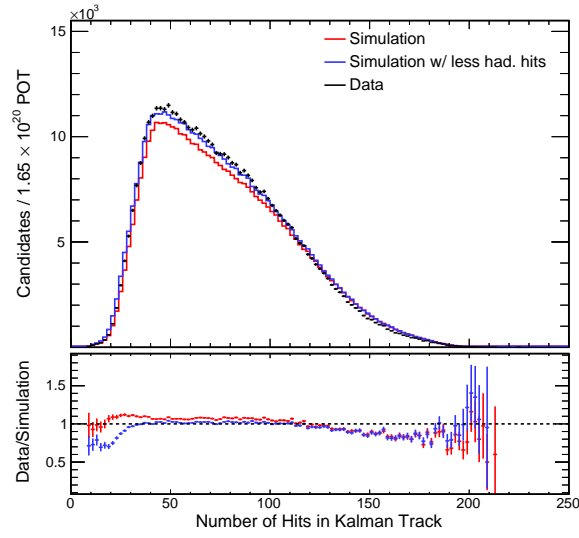 ×10³
15
10
5
Candidates / 1.65 × 10²⁰ POT
Simulation
Simulation w/ less had. hits
Data
1.5
1
0.5
Data/Simulation
0 50 100 150 200 250
Number of Hits in Kalman Track